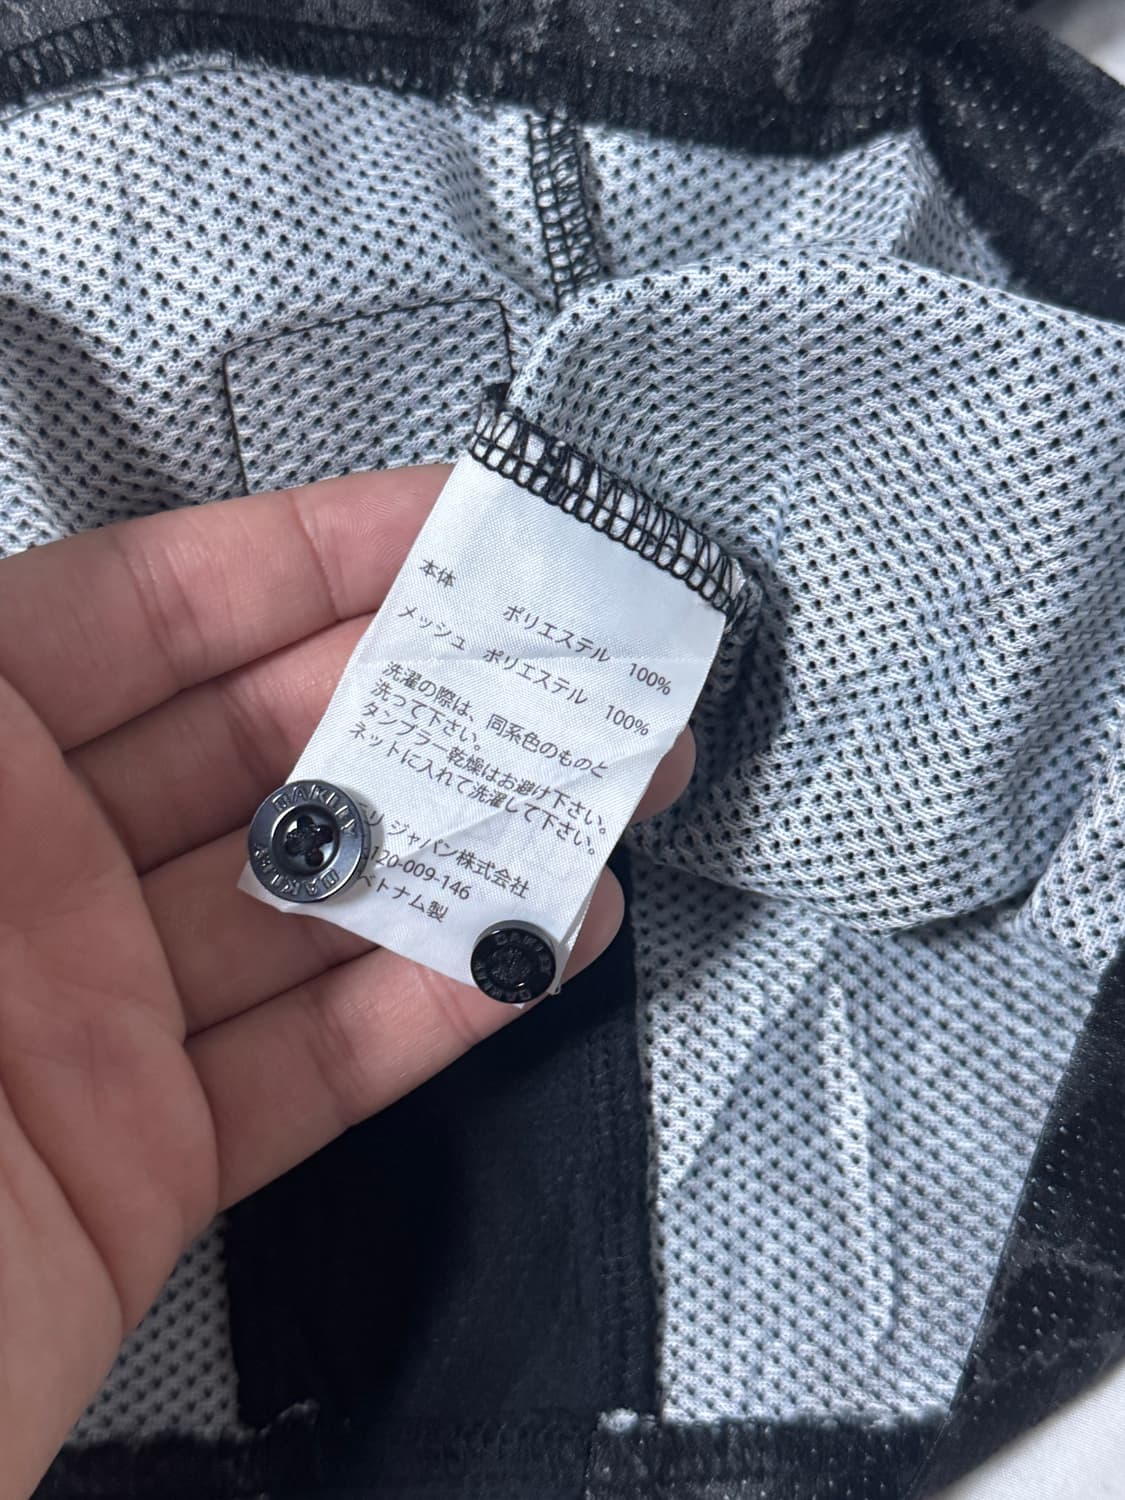 本体 ポリエステル 100%
メッシュ ポリエステル 100%
洗濯の際は、同系色のものと
洗って下さい。
タンブラー乾燥はお避け下さい。
ネットに入れて洗濯して下さい。
ジャパン株式会社
120-009-146
ベトナム製
OAKLEY
OAKLEY
OAKLEY
OAKLEY